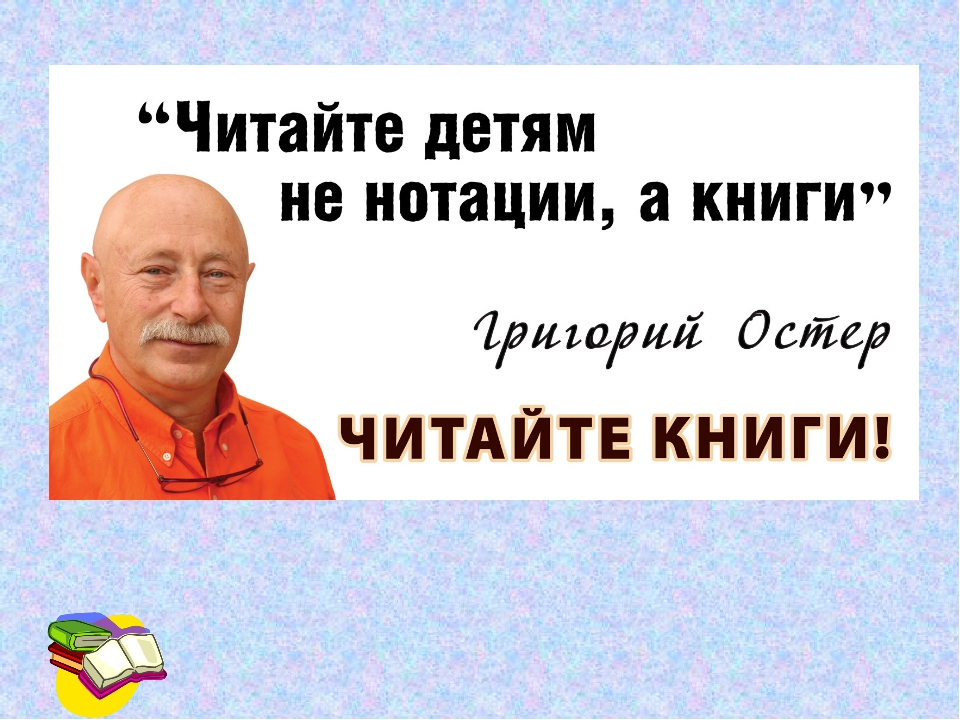 “Читайте детям
не нотации, а книги”
Григорий Остер
ЧИТАЙТЕ КНИГИ!